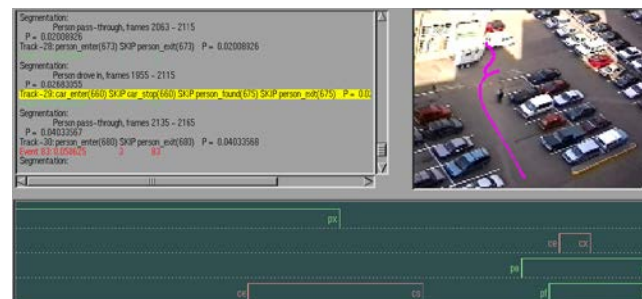 Segmentation:
Person pass-through, frames 2063 - 2115
P = 0.02008926
Track-28: person_enter(673) SKIP person_exit(673) P = 0.02008926
Segmentation:
Person drove in, frames 1955 - 2115
P = 0.02683355
Track-29: car_enter(660) SKIP car_stop(660) SKIP person_found(675) SKIP person_exit(675) P = 0.02
Segmentation:
Person pass-through, frames 2135 - 2165
P = 0.04033567
Track-30: person_enter(680) SKIP person_exit(680) P = 0.04033568
Event 83: 0.058625 3 83
Segmentation:
px
ce cx
pe
ce cs pf